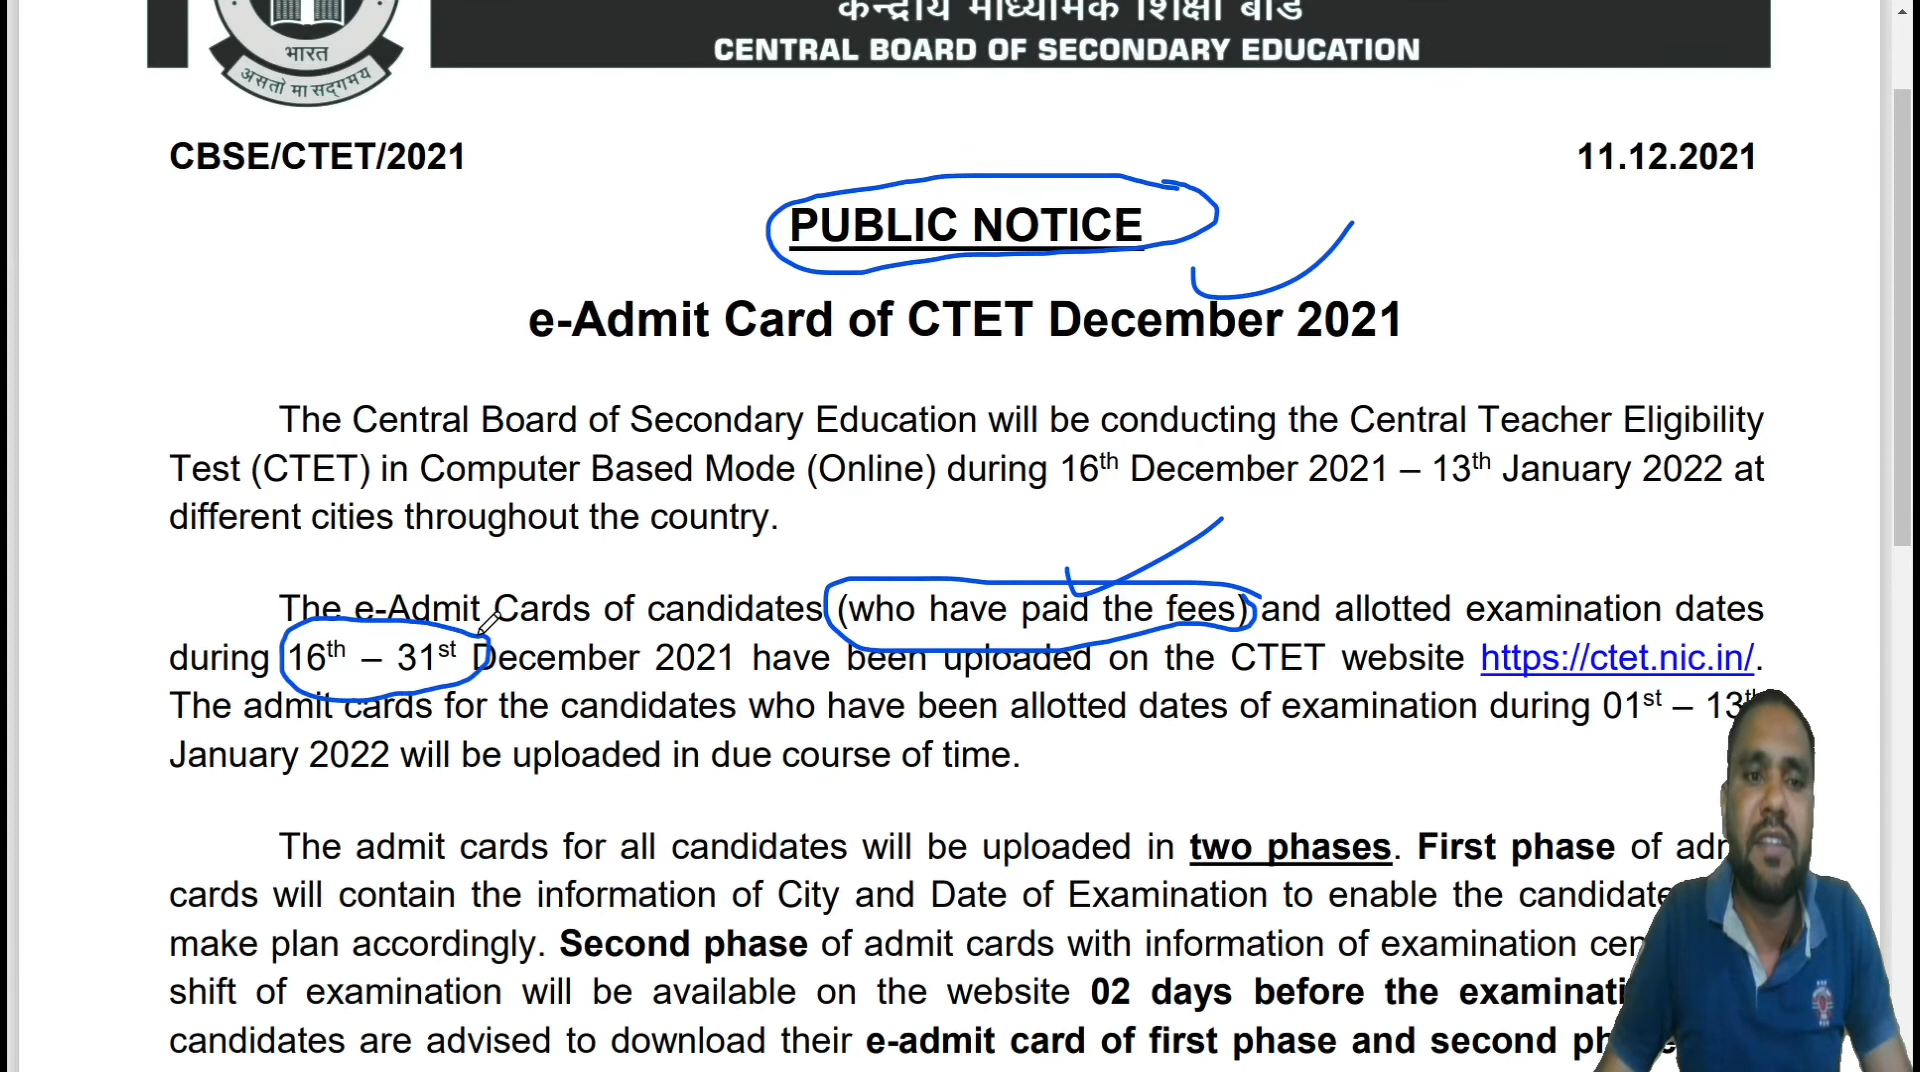 केन्द्रीय माध्यमिक शिक्षा बोर्ड
भारत
CENTRAL BOARD OF SECONDARY EDUCATION
असतो मा सद्गमय
CBSE/CTET/2021 11.12.2021
PUBLIC NOTICE
e-Admit Card of CTET December 2021
The Central Board of Secondary Education will be conducting the Central Teacher Eligibility
Test (CTET) in Computer Based Mode (Online) during 16th December 2021 – 13th January 2022 at
different cities throughout the country.
The e-Admit Cards of candidates (who have paid the fees) and allotted examination dates
during 16th – 31st December 2021 have been uploaded on the CTET website https://ctet.nic.in/.
The admit cards for the candidates who have been allotted dates of examination during 01st – 13th
January 2022 will be uploaded in due course of time.
The admit cards for all candidates will be uploaded in two phases. First phase of
cards will contain the information of City and Date of Examination to enable the
make plan accordingly. Second phase of admit cards with information of examination
shift of examination will be available on the website 02 days before the
candidates are advised to download their e-admit card of first phase and second